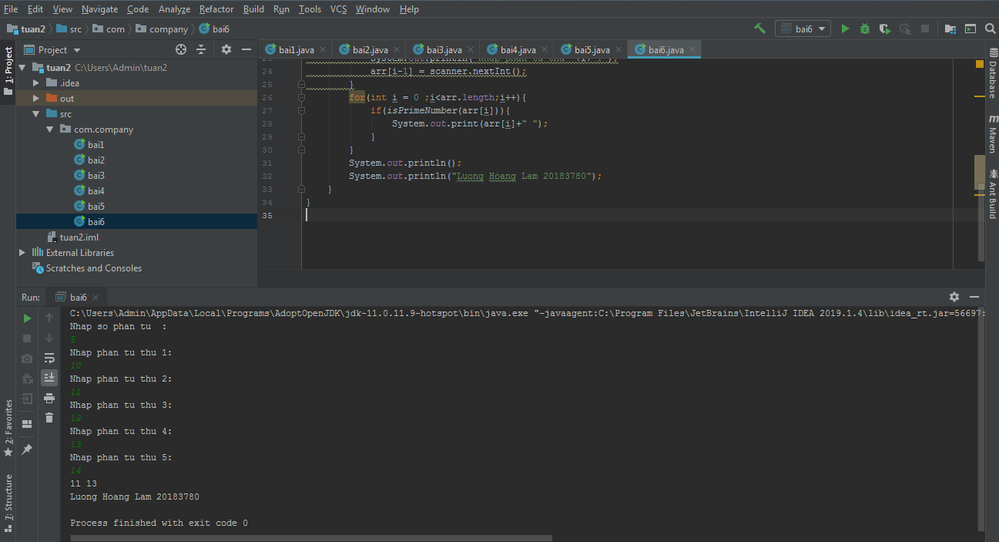 File Edit View Navigate Code Analyze Refactor Build Run Tools VCS Window Help
tuan2 src com company bai6 bai6
1: Project
Project
bai1.java bai2.java bai3.java bai4.java bai5.java bai6.java
tuan2 C:\Users\Admin\tuan2
.idea
out
src
com.company
bai1
bai2
bai3
bai4
bai5
bai6
tuan2.iml
External Libraries
Scratches and Consoles
23 System.out.println("Nhap phan tu thu "+i+":");
24 arr[i-1] = scanner.nextInt();
25 }
26 for(int i = 0 ;i<arr.length;i++){
27 if(isPrimeNumber(arr[i])){
28 System.out.print(arr[i]+" ");
29 }
30 }
31 System.out.println();
32 System.out.println("Luong Hoang Lam 20183780");
33 }
34 }
35
Database
m Maven
Ant Build
Run: bai6
C:\Users\Admin\AppData\Local\Programs\AdoptOpenJDK\jdk-11.0.11.9-hotspot\bin\java.exe "-javaagent:C:\Program Files\JetBrains\IntelliJ IDEA 2019.1.4\lib\idea_rt.jar=56697:
Nhap so phan tu  :
5
Nhap phan tu thu 1:
10
Nhap phan tu thu 2:
11
Nhap phan tu thu 3:
12
Nhap phan tu thu 4:
13
Nhap phan tu thu 5:
14
11 13
Luong Hoang Lam 20183780
Process finished with exit code 0
2: Favorites
7: Structure